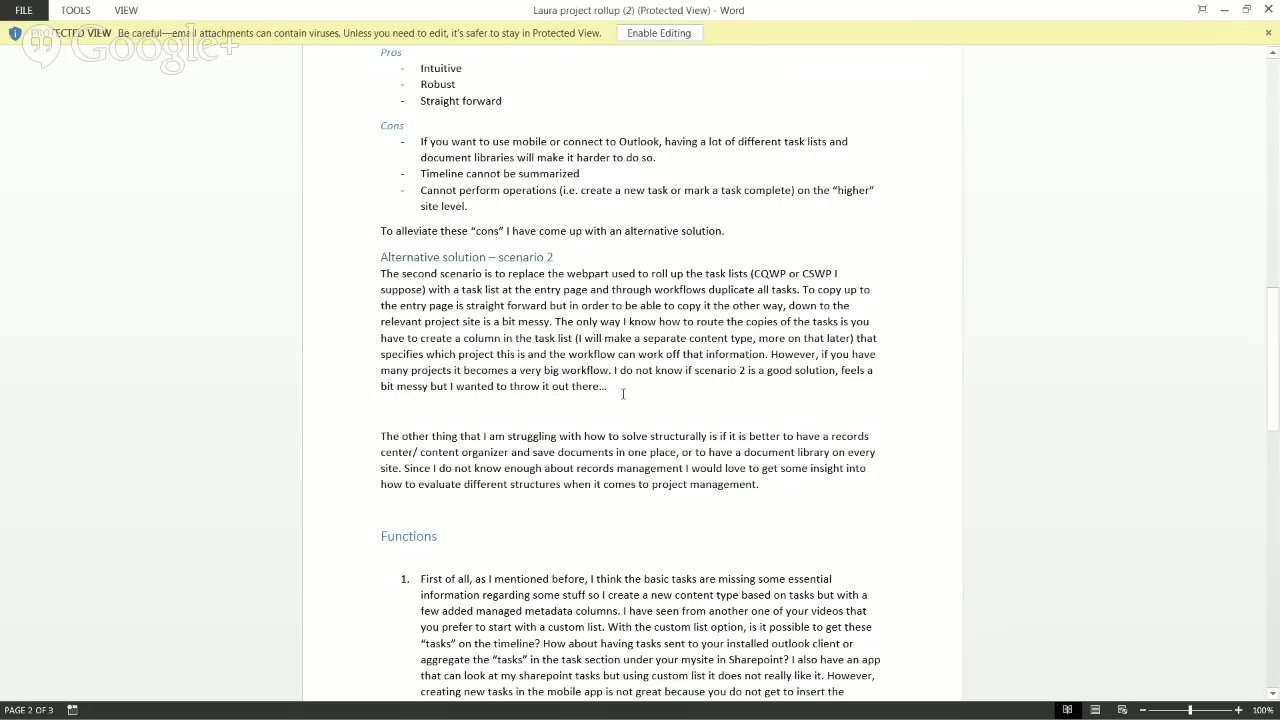 FILE TOOLS VIEW Laura project rollup (2) (Protected View) - Word
PROTECTED VIEW Be careful—email attachments can contain viruses. Unless you need to edit, it's safer to stay in Protected View. Enable Editing
Google+
Pros
- Intuitive
- Robust
- Straight forward
Cons
- If you want to use mobile or connect to Outlook, having a lot of different task lists and
document libraries will make it harder to do so.
- Timeline cannot be summarized
- Cannot perform operations (i.e. create a new task or mark a task complete) on the “higher”
site level.
To alleviate these “cons” I have come up with an alternative solution.
Alternative solution – scenario 2
The second scenario is to replace the webpart used to roll up the task lists (CQWP or CSWP I
suppose) with a task list at the entry page and through workflows duplicate all tasks. To copy up to
the entry page is straight forward but in order to be able to copy it the other way, down to the
relevant project site is a bit messy. The only way I know how to route the copies of the tasks is you
have to create a column in the task list (I will make a separate content type, more on that later) that
specifies which project this is and the workflow can work off that information. However, if you have
many projects it becomes a very big workflow. I do not know if scenario 2 is a good solution, feels a
bit messy but I wanted to throw it out there…
The other thing that I am struggling with how to solve structurally is if it is better to have a records
center/ content organizer and save documents in one place, or to have a document library on every
site. Since I do not know enough about records management I would love to get some insight into
how to evaluate different structures when it comes to project management.
Functions
1. First of all, as I mentioned before, I think the basic tasks are missing some essential
information regarding some stuff so I create a new content type based on tasks but with a
few added managed metadata columns. I have seen from another one of your videos that
you prefer to start with a custom list. With the custom list option, is it possible to get these
“tasks” on the timeline? How about having tasks sent to your installed outlook client or
aggregate the “tasks” in the task section under your mysite in Sharepoint? I also have an app
that can look at my sharepoint tasks but using custom list it does not really like it. However,
creating new tasks in the mobile app is not great because you do not get to insert the
PAGE 2 OF 3 100%